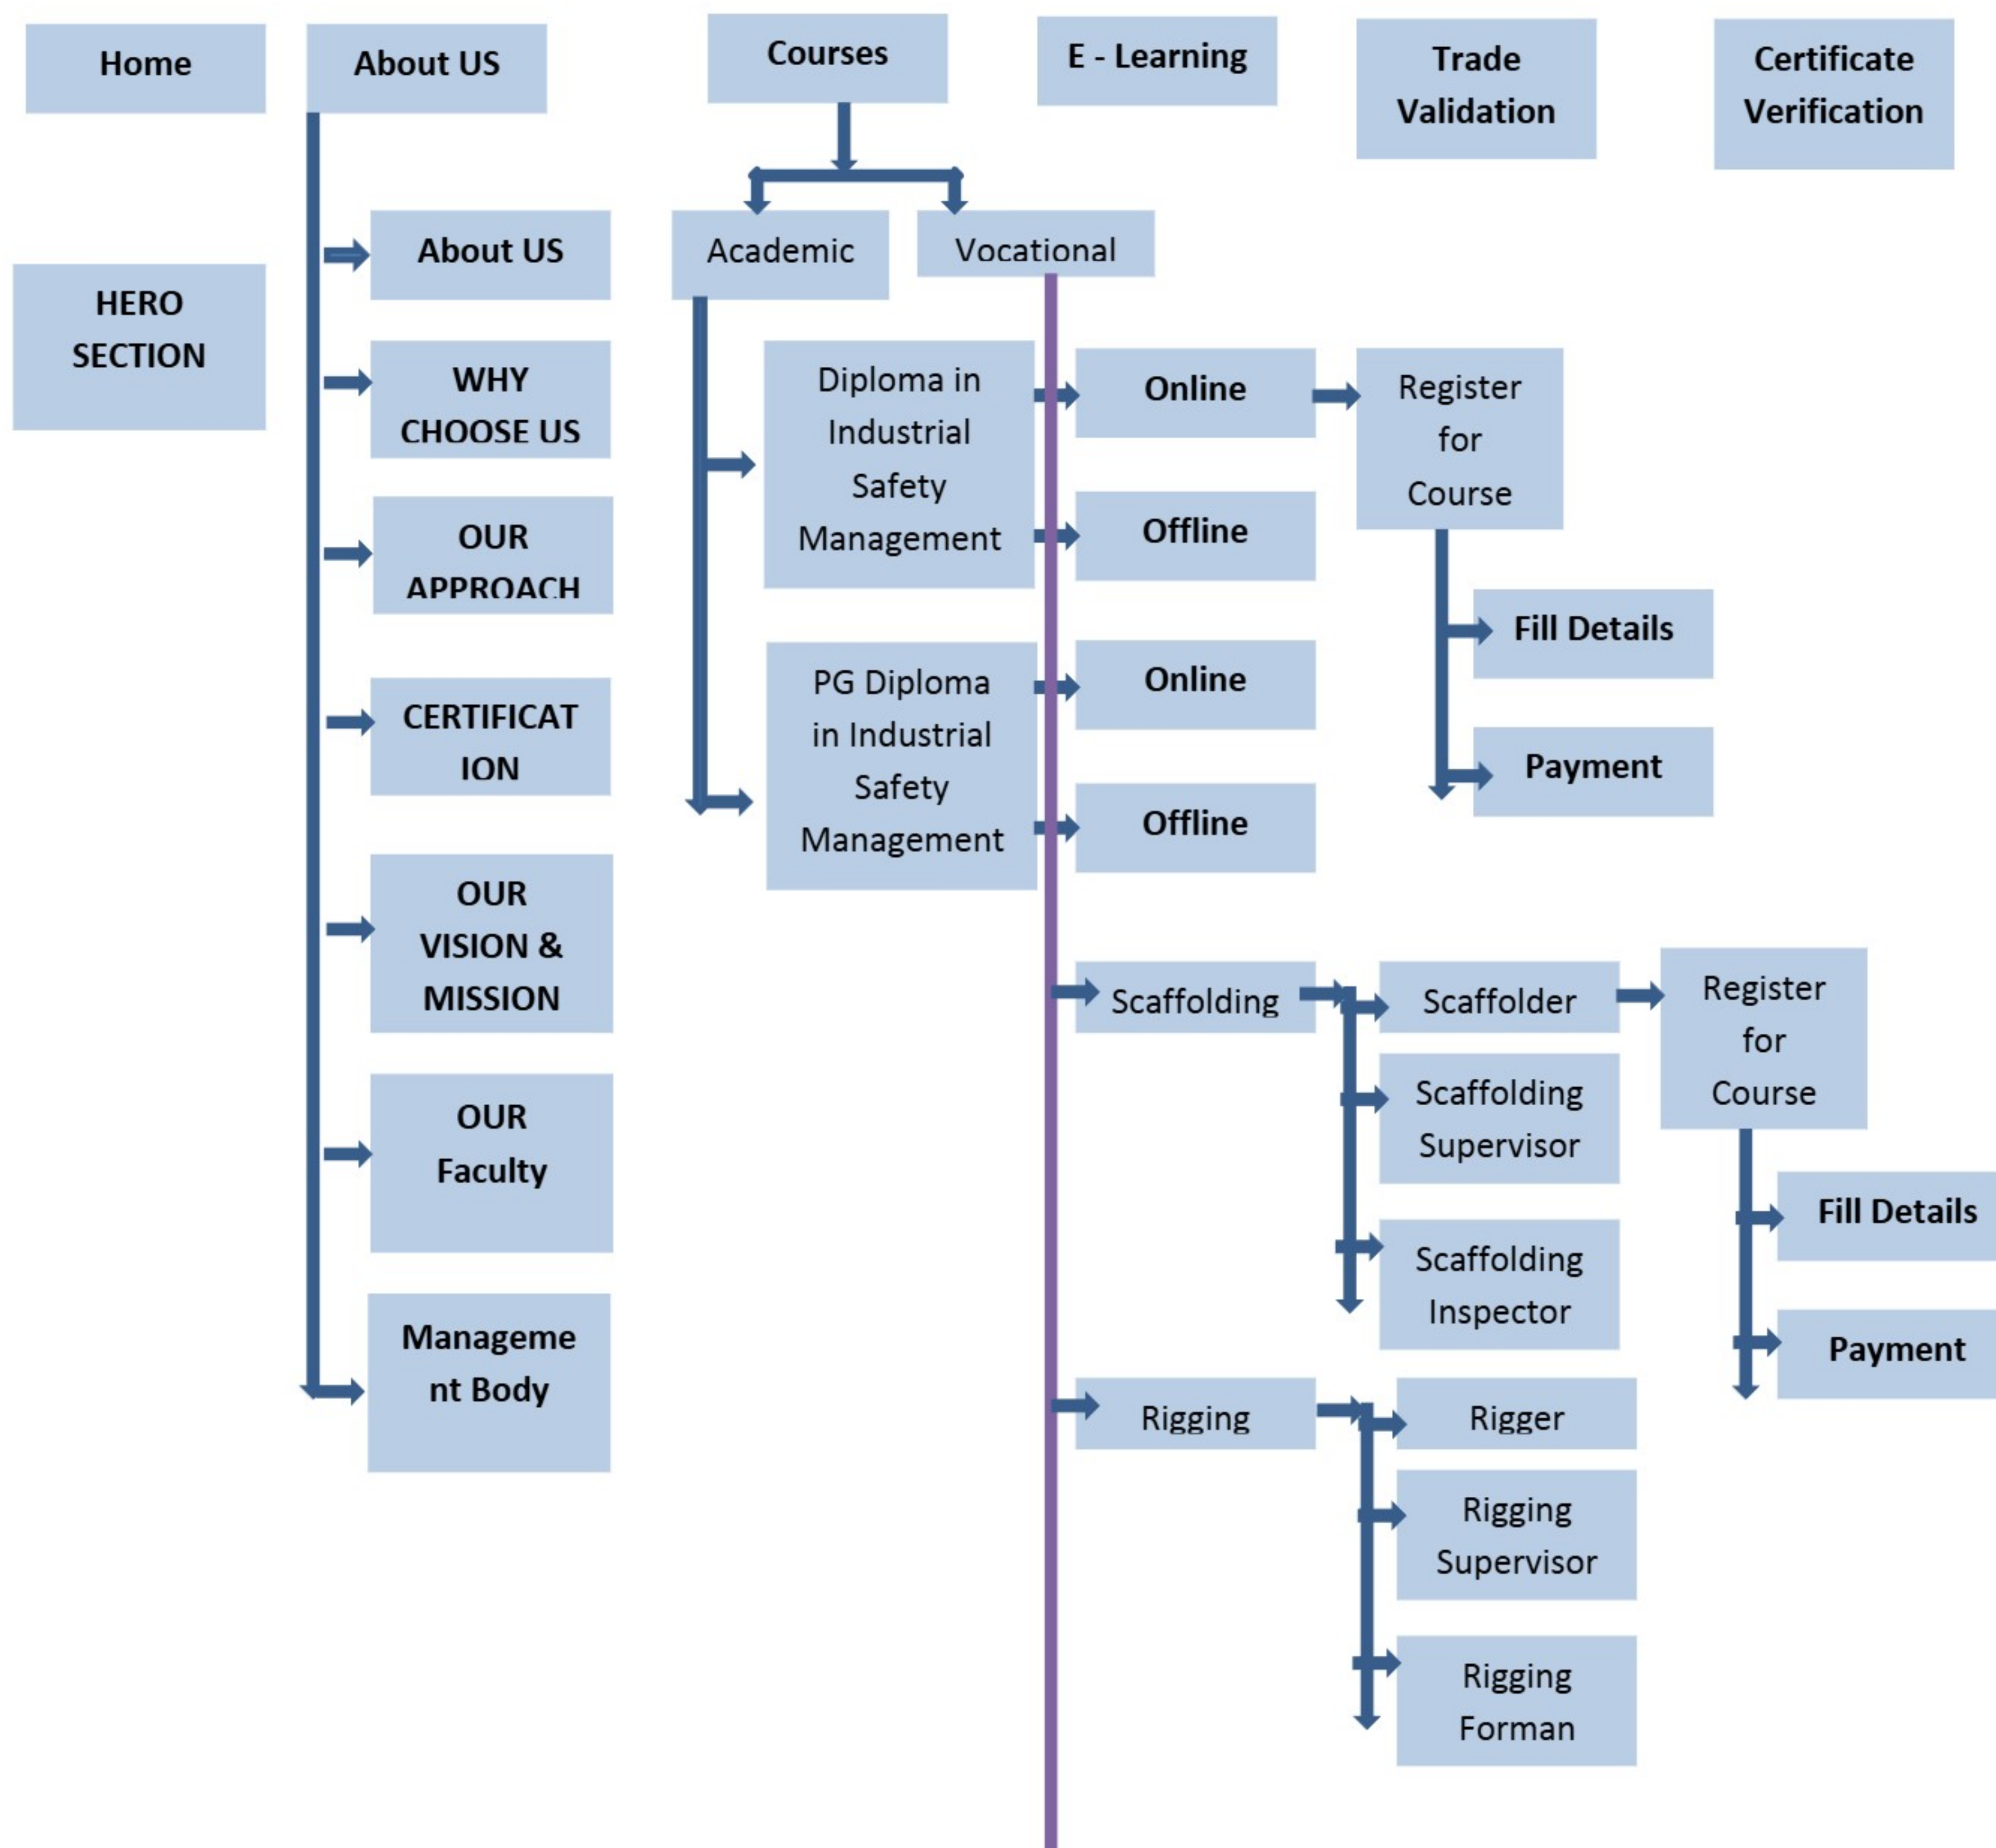 Home
About US
Courses
E - Learning
Trade
Validation
Certificate
Verification
HERO
SECTION
About US
WHY
CHOOSE US
OUR
APPROACH
CERTIFICAT
ION
OUR
VISION &
MISSION
OUR
Faculty
Manageme
nt Body
Academic
Vocational
Diploma in
Industrial
Safety
Management
Online
Offline
Register
for
Course
Fill Details
Payment
PG Diploma
in Industrial
Safety
Management
Online
Offline
Scaffolding
Scaffolder
Scaffolding
Supervisor
Scaffolding
Inspector
Register
for
Course
Fill Details
Payment
Rigging
Rigger
Rigging
Supervisor
Rigging
Forman